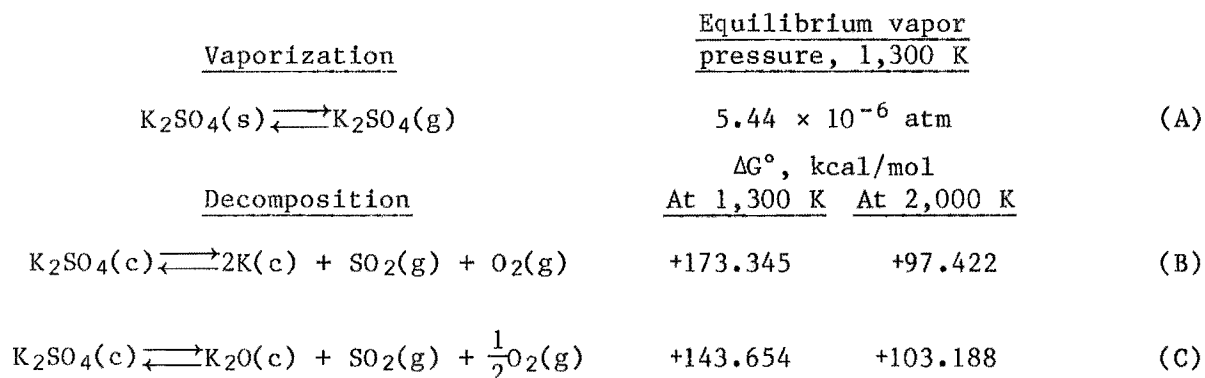 Equilibrium vapor
Vaporization pressure, 1,300 K
K₂SO₄(s) ⇄ K₂SO₄(g) 5.44 × 10⁻⁶ atm (A)
ΔG°, kcal/mol
Decomposition At 1,300 K At 2,000 K
K₂SO₄(c) ⇄ 2K(c) + SO₂(g) + O₂(g) +173.345 +97.422 (B)
K₂SO₄(c) ⇄ K₂O(c) + SO₂(g) + ½O₂(g) +143.654 +103.188 (C)